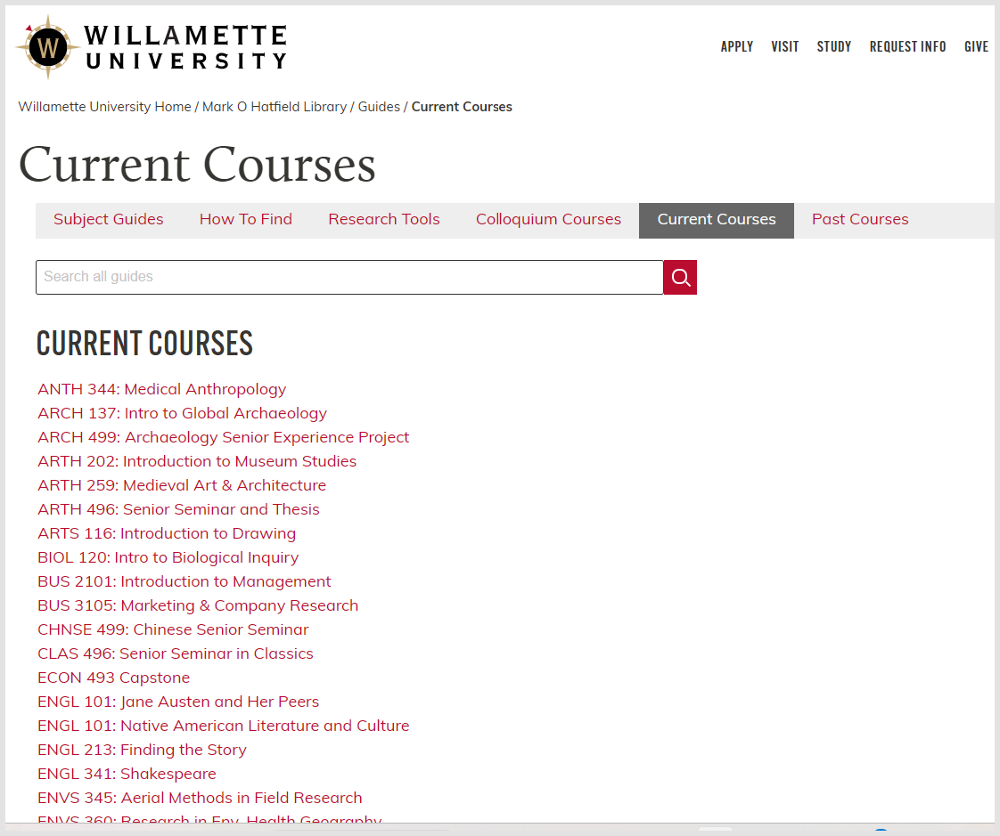 W
WILLAMETTE
UNIVERSITY
APPLY VISIT STUDY REQUEST INFO GIVE
Willamette University Home / Mark O Hatfield Library / Guides / Current Courses
Current Courses
Subject Guides How To Find Research Tools Colloquium Courses Current Courses Past Courses
Search all guides
CURRENT COURSES
ANTH 344: Medical Anthropology
ARCH 137: Intro to Global Archaeology
ARCH 499: Archaeology Senior Experience Project
ARTH 202: Introduction to Museum Studies
ARTH 259: Medieval Art & Architecture
ARTH 496: Senior Seminar and Thesis
ARTS 116: Introduction to Drawing
BIOL 120: Intro to Biological Inquiry
BUS 2101: Introduction to Management
BUS 3105: Marketing & Company Research
CHNSE 499: Chinese Senior Seminar
CLAS 496: Senior Seminar in Classics
ECON 493 Capstone
ENGL 101: Jane Austen and Her Peers
ENGL 101: Native American Literature and Culture
ENGL 213: Finding the Story
ENGL 341: Shakespeare
ENVS 345: Aerial Methods in Field Research
ENVS 360: Research in Env. Health Geography